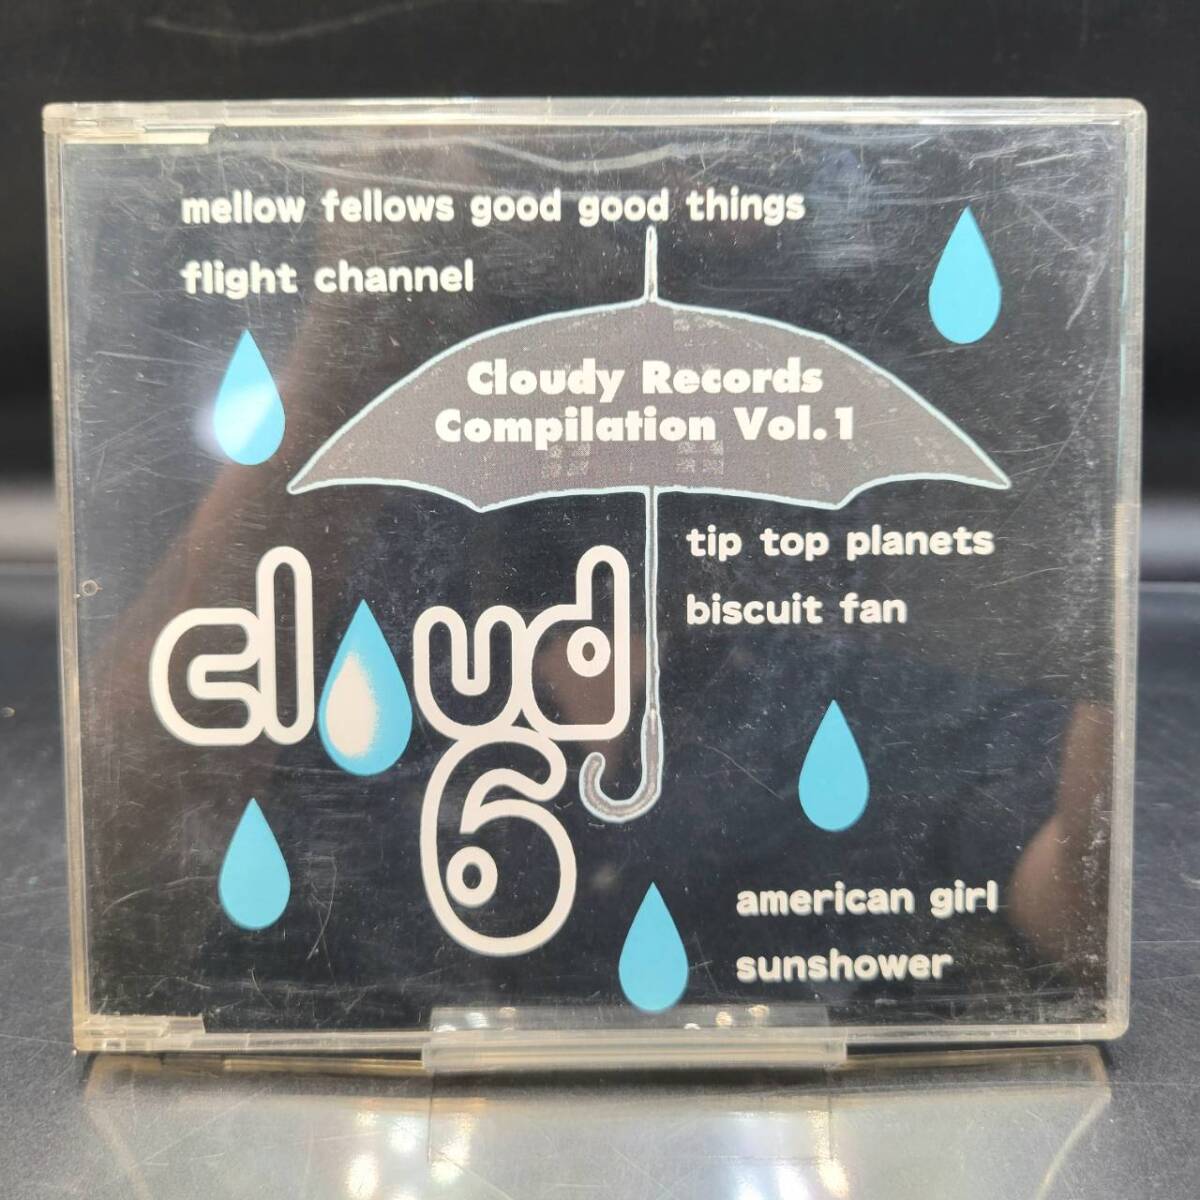 mellow fellows good good things
flight channel
Cloudy Records
Compilation Vol.1
tip top planets
biscuit fan
cloud
6
american girl
sunshower